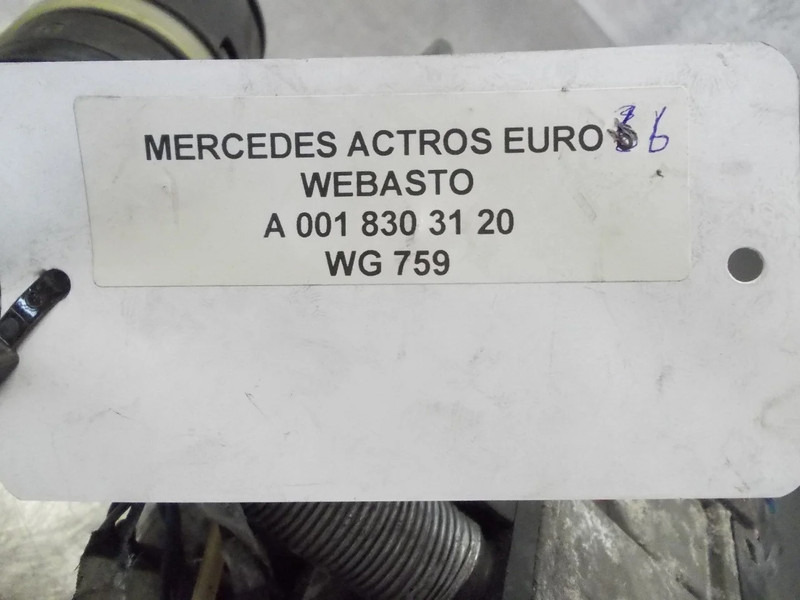 MERCEDES ACTROS EURO 6
WEBASTO
A 001 830 31 20
WG 759